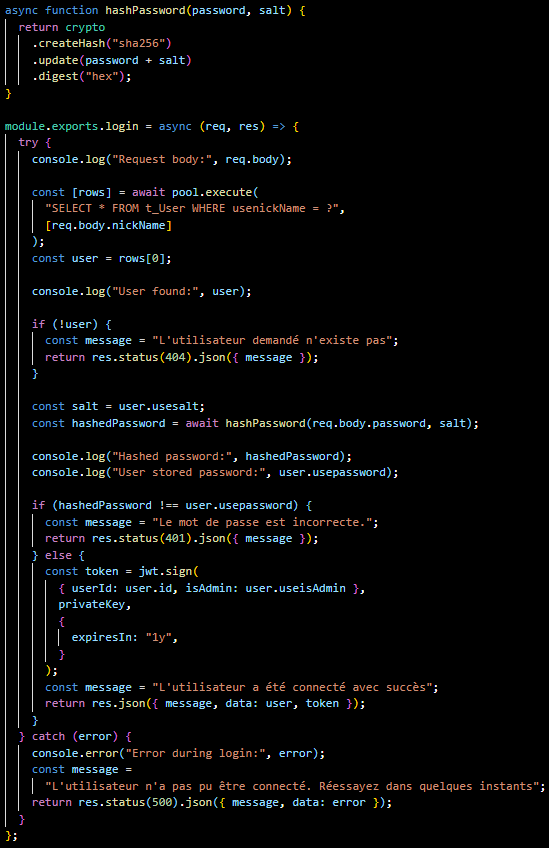 async function hashPassword(password, salt) {
  return crypto
    .createHash("sha256")
    .update(password + salt)
    .digest("hex");
}

module.exports.login = async (req, res) => {
  try {
    console.log("Request body:", req.body);

    const [rows] = await pool.execute(
      "SELECT * FROM t_User WHERE usenickName = ?",
      [req.body.nickName]
    );
    const user = rows[0];

    console.log("User found:", user);

    if (!user) {
      const message = "L'utilisateur demandé n'existe pas";
      return res.status(404).json({ message });
    }

    const salt = user.usesalt;
    const hashedPassword = await hashPassword(req.body.password, salt);

    console.log("Hashed password:", hashedPassword);
    console.log("User stored password:", user.usepassword);

    if (hashedPassword !== user.usepassword) {
      const message = "Le mot de passe est incorrecte.";
      return res.status(401).json({ message });
    } else {
      const token = jwt.sign(
        { userId: user.id, isAdmin: user.useisAdmin },
        privateKey,
        {
          expiresIn: "1y",
        }
      );
      const message = "L'utilisateur a été connecté avec succès";
      return res.json({ message, data: user, token });
    }
  } catch (error) {
    console.error("Error during login:", error);
    const message =
      "L'utilisateur n'a pas pu être connecté. Réessayez dans quelques instants";
    return res.status(500).json({ message, data: error });
  }
};